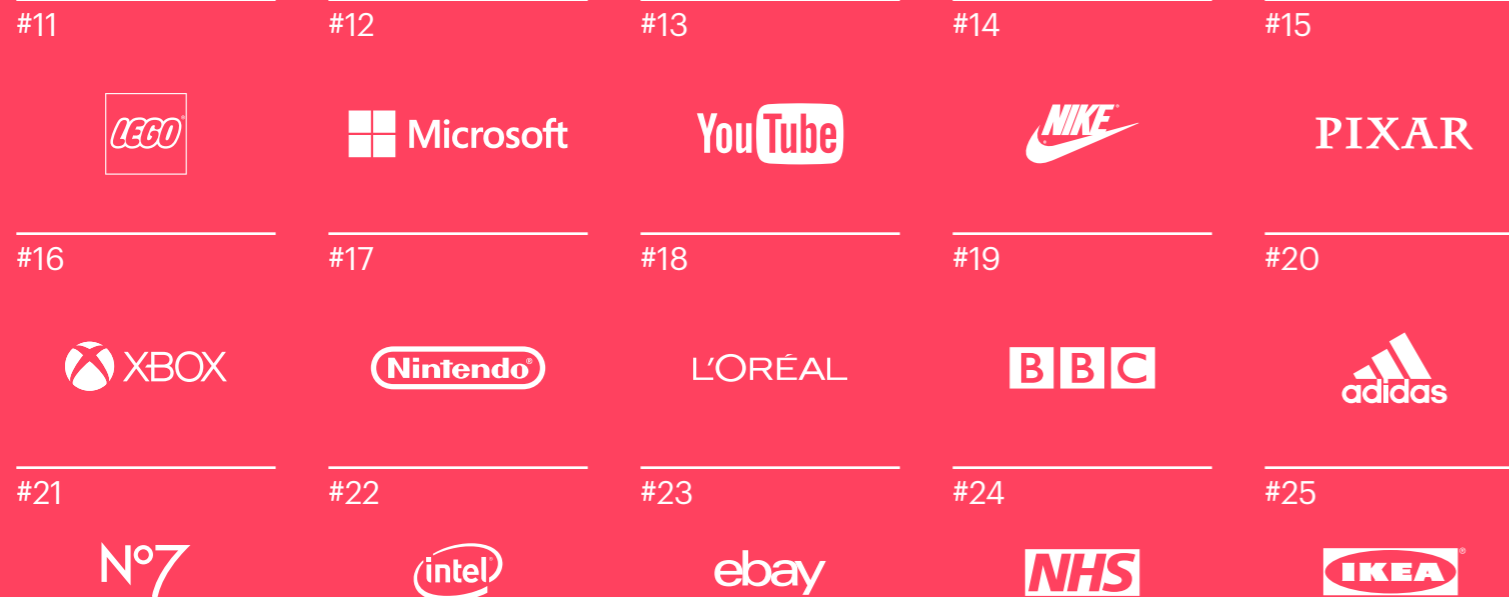 #11 #12 #13 #14 #15
LEGO® Microsoft YouTube NIKE PIXAR
#16 #17 #18 #19 #20
XBOX Nintendo® L'ORÉAL BBC adidas
#21 #22 #23 #24 #25
Nº7 intel ebay NHS IKEA®